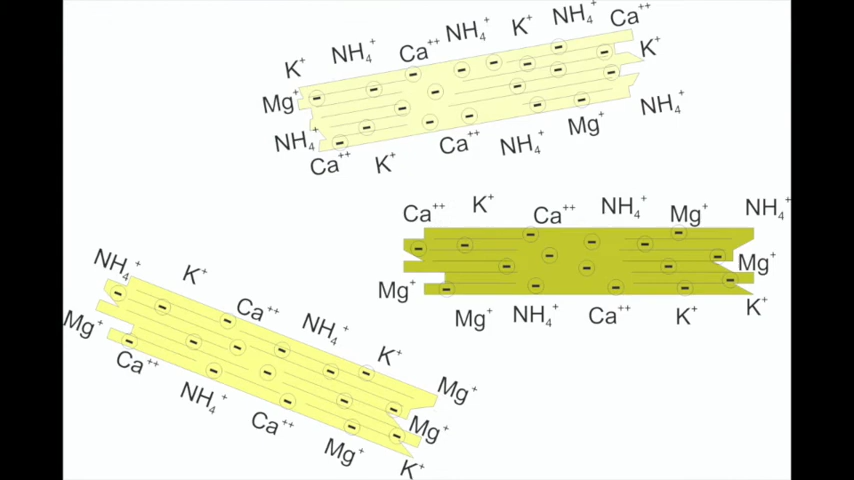 K⁺ NH₄⁺ Ca⁺⁺ NH₄⁺ K⁺ NH₄⁺ Ca⁺⁺
Mg⁺ K⁺
NH₄⁺ NH₄⁺
Ca⁺⁺ K⁺ Ca⁺⁺ NH₄⁺ Mg⁺
Ca⁺⁺ K⁺ Ca⁺⁺ NH₄⁺ Mg⁺ NH₄⁺
Mg⁺ Mg⁺
Mg⁺ NH₄⁺ Ca⁺⁺ K⁺ K⁺
NH₄⁺ K⁺ Ca⁺⁺ NH₄⁺ K⁺ Mg⁺
Mg⁺ Mg⁺
Ca⁺⁺ NH₄⁺ Ca⁺⁺ Mg⁺ K⁺